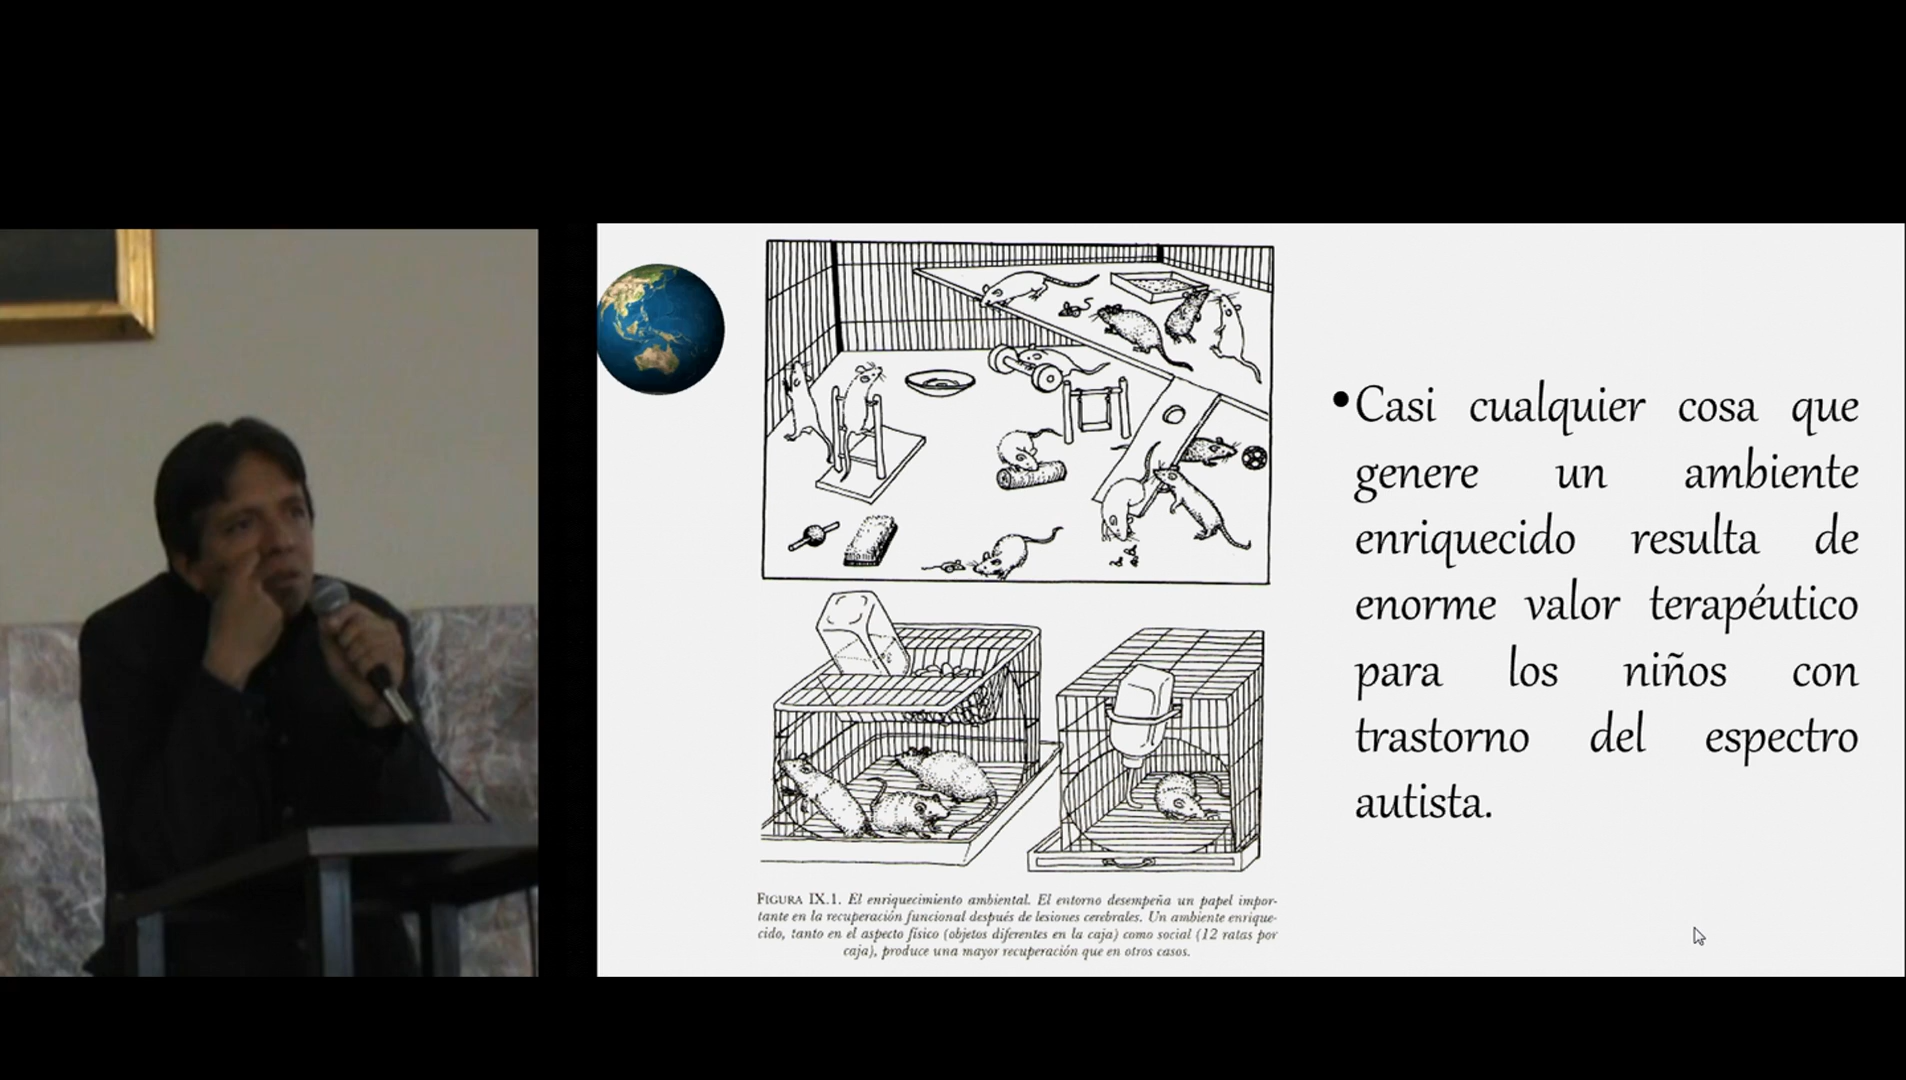 •Casi cualquier cosa que
genere un ambiente
enriquecido resulta de
enorme valor terapéutico
para los niños con
trastorno del espectro
autista.
FIGURA IX.1. El enriquecimiento ambiental. El entorno desempeña un papel impor-
tante en la recuperación funcional después de lesiones cerebrales. Un ambiente enrique-
cido, tanto en el aspecto físico (objetos diferentes en la caja) como social (12 ratas por
caja), produce una mayor recuperación que en otros casos.